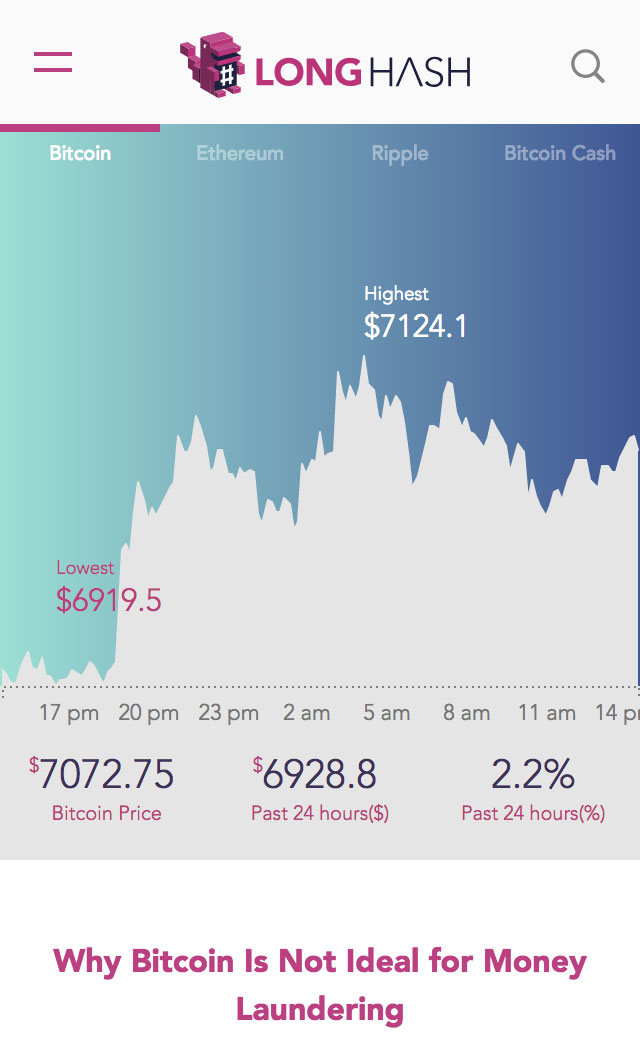 LONGHASH
Bitcoin Ethereum Ripple Bitcoin Cash
Highest
$7124.1
Lowest
$6919.5
17 pm 20 pm 23 pm 2 am 5 am 8 am 11 am 14 p
$7072.75 $6928.8 2.2%
Bitcoin Price Past 24 hours($) Past 24 hours(%)
Why Bitcoin Is Not Ideal for Money
Laundering